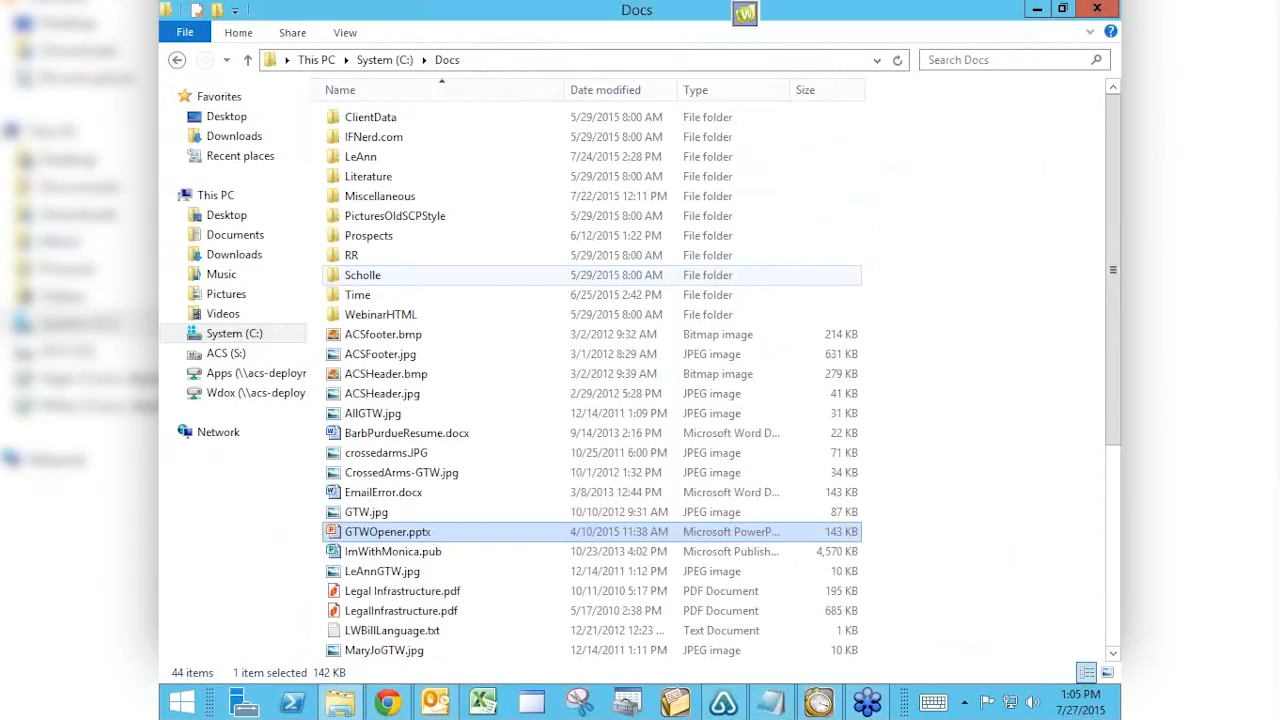 Docs
File Home Share View
This PC System (C:) Docs Search Docs
Name Date modified Type Size
Favorites
Desktop
Downloads
Recent places
This PC
Desktop
Documents
Downloads
Music
Pictures
Videos
System (C:)
ACS (S:)
Apps (\\acs-deployr
Wdox (\\acs-deploy
Network
ClientData 5/29/2015 8:00 AM File folder
IFNerd.com 5/29/2015 8:00 AM File folder
LeAnn 7/24/2015 2:28 PM File folder
Literature 5/29/2015 8:00 AM File folder
Miscellaneous 7/22/2015 12:11 PM File folder
PicturesOldSCPStyle 5/29/2015 8:00 AM File folder
Prospects 6/12/2015 1:22 PM File folder
RR 5/29/2015 8:00 AM File folder
Scholle 5/29/2015 8:00 AM File folder
Time 6/25/2015 2:42 PM File folder
WebinarHTML 5/29/2015 8:00 AM File folder
ACSfooter.bmp 3/2/2012 9:32 AM Bitmap image 214 KB
ACSFooter.jpg 3/1/2012 8:29 AM JPEG image 631 KB
ACSHeader.bmp 3/2/2012 9:39 AM Bitmap image 279 KB
ACSHeader.jpg 2/29/2012 5:28 PM JPEG image 41 KB
AllGTW.jpg 12/14/2011 1:09 PM JPEG image 31 KB
BarbPurdueResume.docx 9/14/2013 2:16 PM Microsoft Word D... 22 KB
crossedarms.JPG 10/25/2011 6:00 PM JPEG image 71 KB
CrossedArms-GTW.jpg 10/1/2012 1:32 PM JPEG image 34 KB
EmailError.docx 3/8/2013 12:44 PM Microsoft Word D... 143 KB
GTW.jpg 10/10/2012 9:31 AM JPEG image 87 KB
GTWOpener.pptx 4/10/2015 11:38 AM Microsoft PowerP... 143 KB
ImWithMonica.pub 10/23/2013 4:02 PM Microsoft Publish... 4,570 KB
LeAnnGTW.jpg 12/14/2011 1:12 PM JPEG image 10 KB
Legal Infrastructure.pdf 10/11/2010 5:17 PM PDF Document 195 KB
LegalInfrastructure.pdf 5/17/2010 2:38 PM PDF Document 685 KB
LWBillLanguage.txt 12/21/2012 12:23 ... Text Document 1 KB
MaryJoGTW.jpg 12/14/2011 1:11 PM JPEG image 10 KB
44 items 1 item selected 142 KB
1:05 PM
7/27/2015